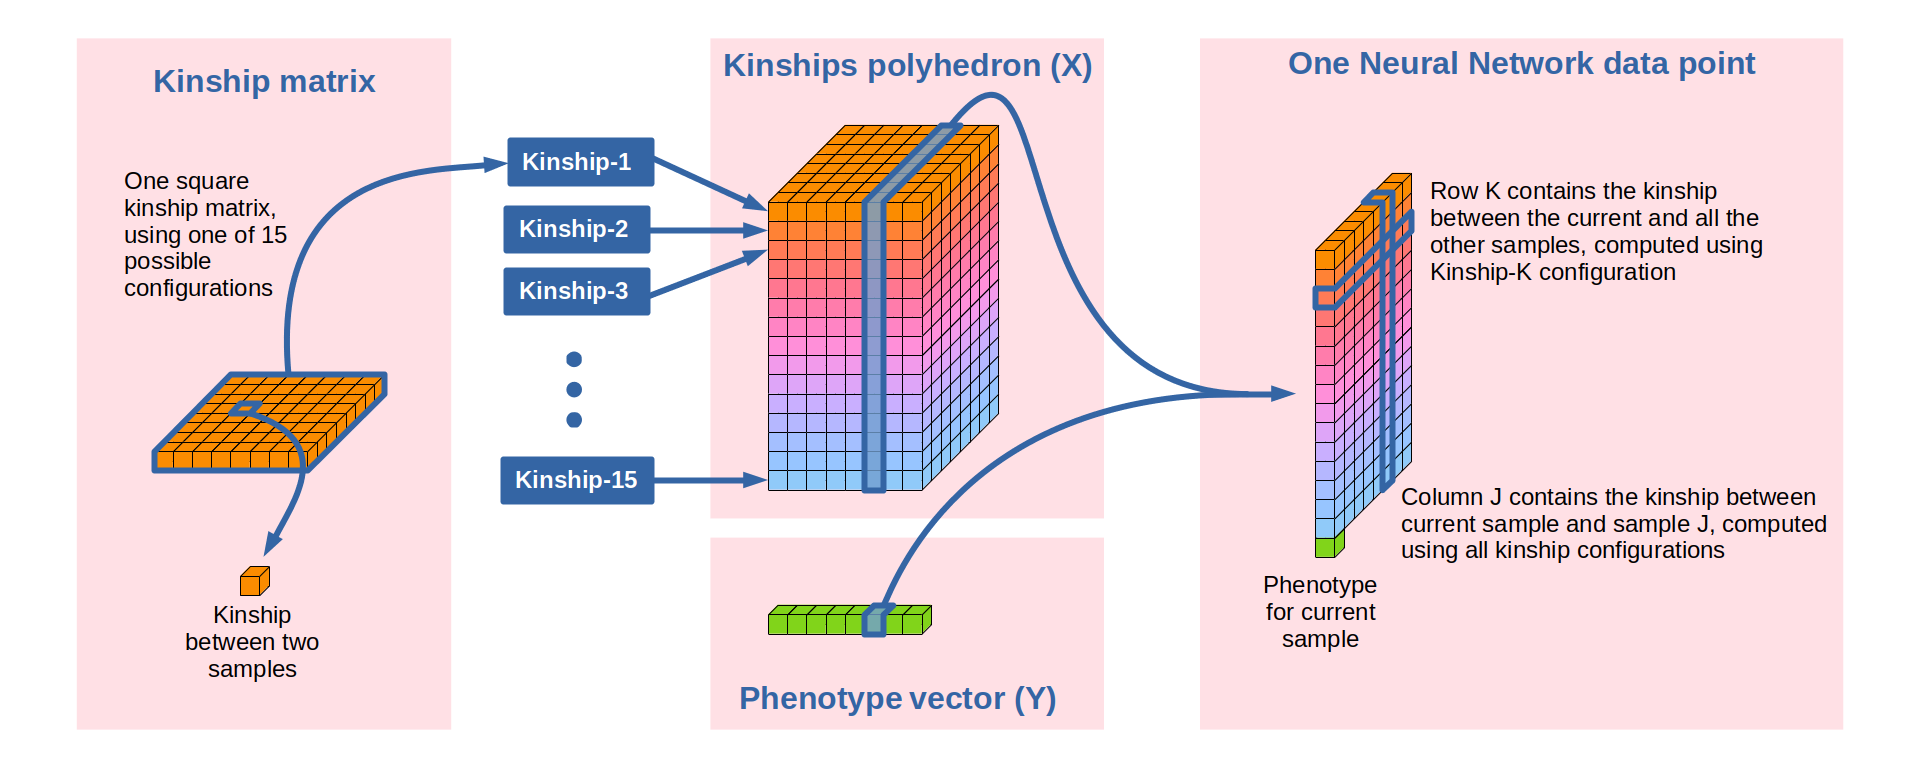 Kinship matrix
One square
kinship matrix,
using one of 15
possible
configurations
Kinship
between two
samples
Kinship-1
Kinship-2
Kinship-3
Kinship-15
Kinships polyhedron (X)
Phenotype vector (Y)
One Neural Network data point
Row K contains the kinship
between the current and all the
other samples, computed using
Kinship-K configuration
Column J contains the kinship between
current sample and sample J, computed
using all kinship configurations
Phenotype
for current
sample